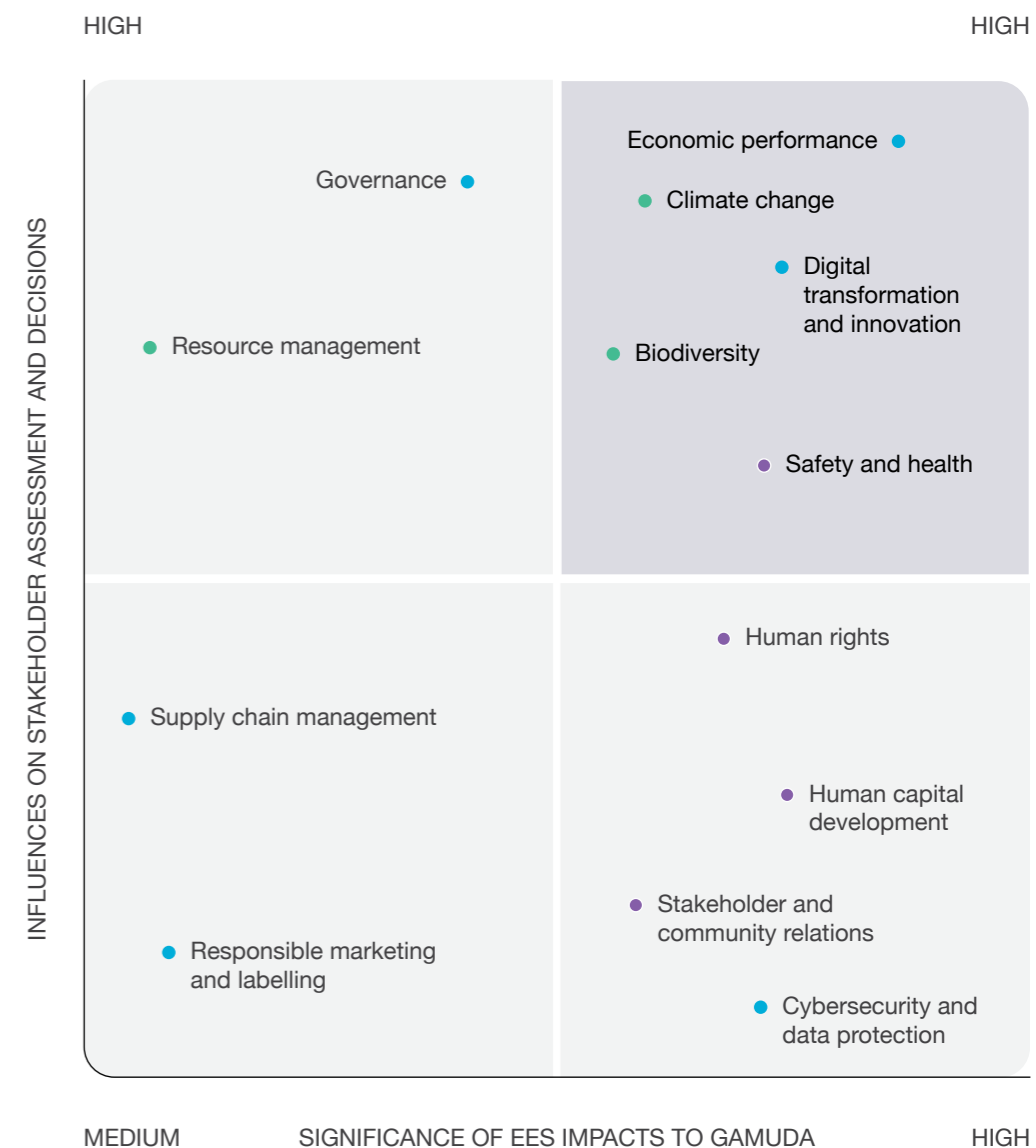 HIGH
HIGH
INFLUENCES ON STAKEHOLDER ASSESSMENT AND DECISIONS
Economic performance
Governance
Climate change
Digital
transformation
and innovation
Resource management
Biodiversity
Safety and health
Human rights
Supply chain management
Human capital
development
Stakeholder and
community relations
Responsible marketing
and labelling
Cybersecurity and
data protection
MEDIUM
SIGNIFICANCE OF EES IMPACTS TO GAMUDA
HIGH